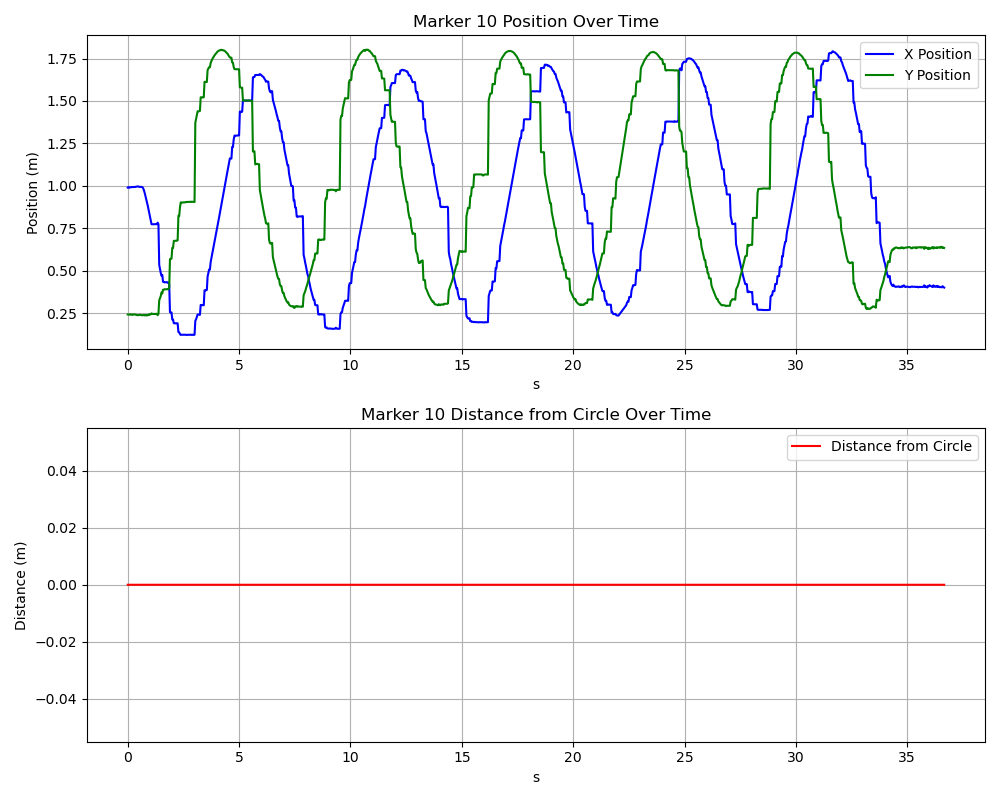 Marker 10 Position Over Time
Position (m)
1.75
1.50
1.25
1.00
0.75
0.50
0.25
X Position
Y Position
0 5 10 15 20 25 30 35
s
Marker 10 Distance from Circle Over Time
Distance (m)
0.04
0.02
0.00
−0.02
−0.04
Distance from Circle
0 5 10 15 20 25 30 35
s